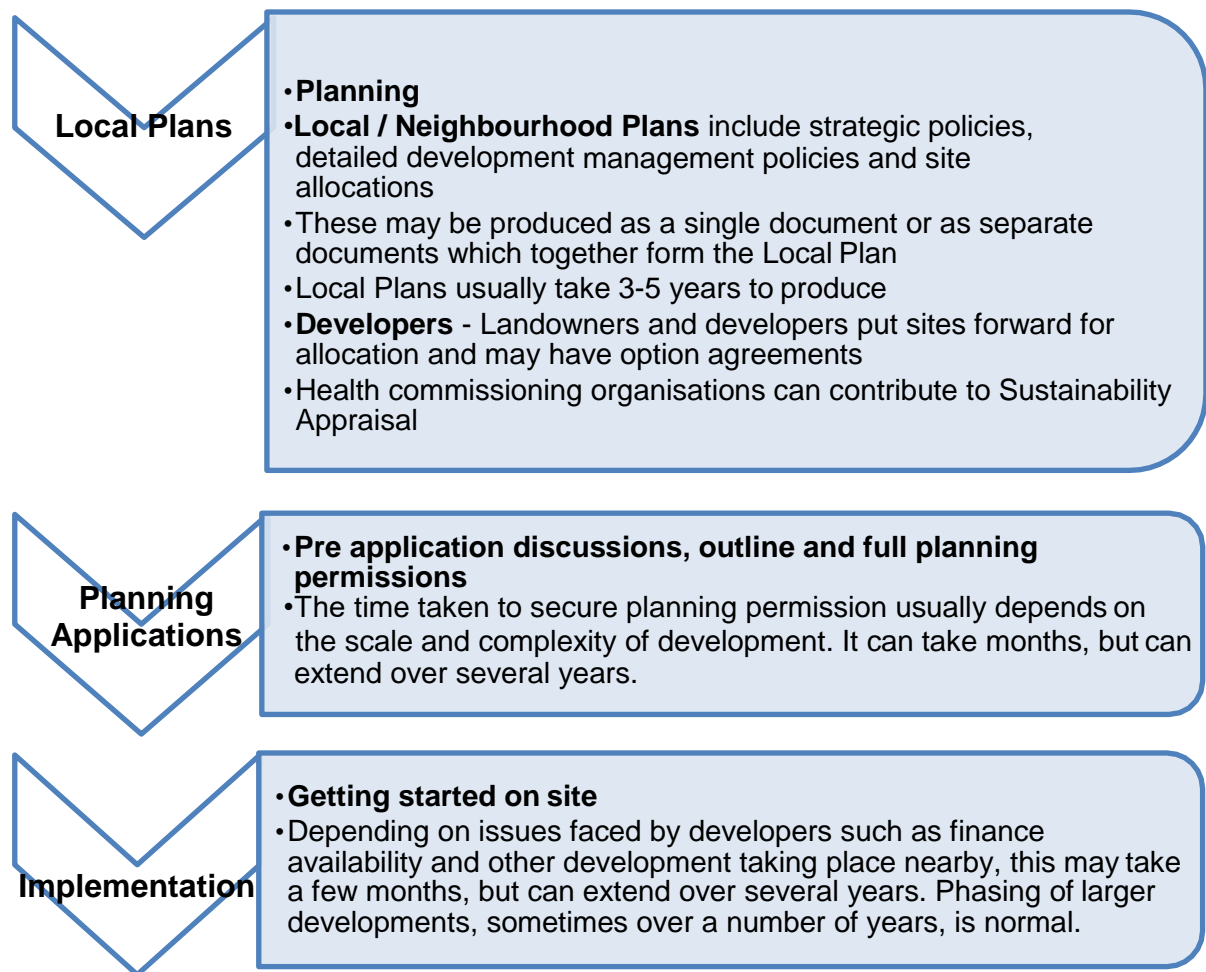 Local Plans
•Planning
•Local / Neighbourhood Plans include strategic policies,
detailed development management policies and site
allocations
•These may be produced as a single document or as separate
documents which together form the Local Plan
•Local Plans usually take 3-5 years to produce
•Developers - Landowners and developers put sites forward for
allocation and may have option agreements
•Health commissioning organisations can contribute to Sustainability
Appraisal
Planning
Applications
•Pre application discussions, outline and full planning
permissions
•The time taken to secure planning permission usually depends on
the scale and complexity of development. It can take months, but can
extend over several years.
Implementation
•Getting started on site
•Depending on issues faced by developers such as finance
availability and other development taking place nearby, this may take
a few months, but can extend over several years. Phasing of larger
developments, sometimes over a number of years, is normal.